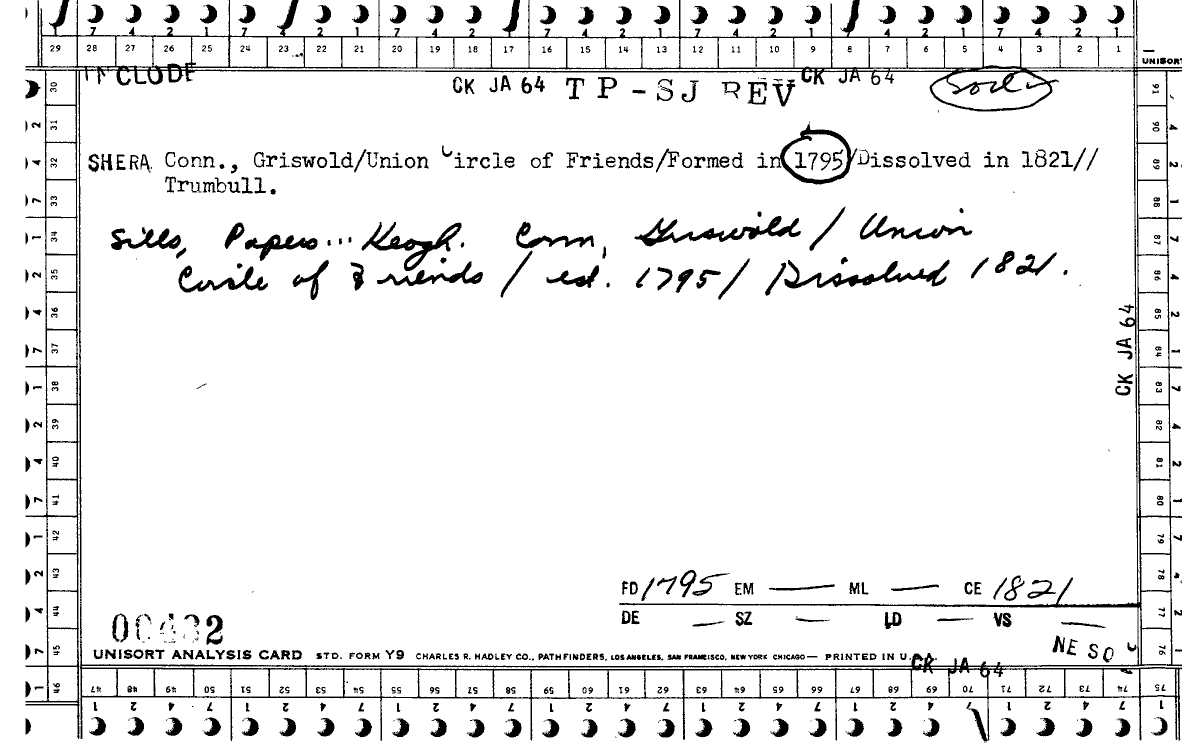 7 4 2 1 7 4 2 1 7 4 2 1 7 4 2 1 7 4 2 1 7 4 2 1
29 28 27 26 25 24 23 22 21 20 19 18 17 16 15 14 13 12 11 10 9 8 7 6 5 4 3 2 1
UNISORT
INCLUDE
CK JA 64 TP-SJ REV CK JA 64
SHERA Conn., Griswold/Union Circle of Friends/Formed in 1795/Dissolved in 1821//
Trumbull.
Sills, Papers... Keogh. Conn, Griswold / Union
Circle of Friends / est. 1795 / Dissolved 1821.
CK JA 64
FD 1795 EM — ML — CE 1821
DE — SZ — LD — VS —
00432
NE SO
UNISORT ANALYSIS CARD STD. FORM Y9 CHARLES R. HADLEY CO., PATHFINDERS, LOS ANGELES, SAN FRANCISCO, NEW YORK CHICAGO — PRINTED IN U.
CK JA 64
30 31 32 33 34 35 36 37 38 39 40 41 42 43 44 45 46
91 90 89 88 87 86 85 84 83 82 81 80 79 78 77 76 75
47 48 49 50 51 52 53 54 55 56 57 58 59 60 61 62 63 64 65 66 67 68 69 70 71 72 73 74